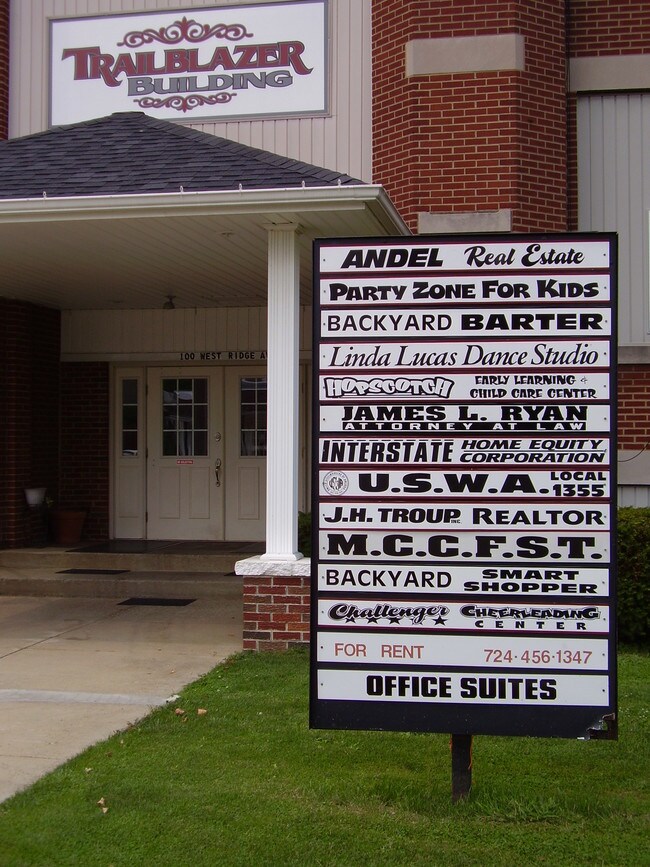 TRAILBLAZER
BUILDING
100 WEST RIDGE A
ANDEL Real Estate
PARTY ZONE FOR KIDS
BACKYARD BARTER
Linda Lucas Dance Studio
HOPSCOTCH EARLY LEARNING &
CHILD CARE CENTER
JAMES L. RYAN
ATTORNEY AT LAW
INTERSTATE HOME EQUITY
CORPORATION
U.S.W.A. LOCAL
1355
J.H. TROUP INC. REALTOR
M.C.C.F.S.T.
BACKYARD SMART
SHOPPER
Challenger CHEERLEADING
CENTER
FOR RENT 724-456-1347
OFFICE SUITES